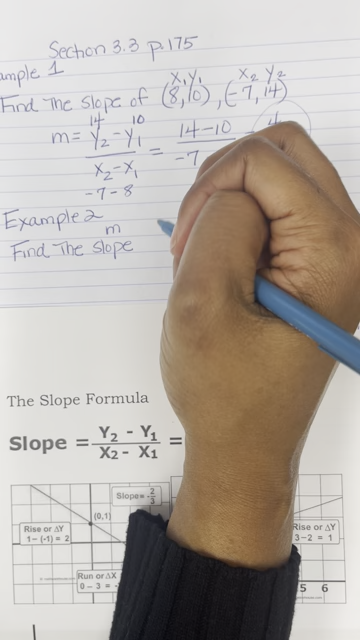 Section 3.3 p.175
ample 1
Find The slope of (8,10), (-7,14)
X₁ Y₁ X₂ Y₂
14 10
m = Y₂ - Y₁ = 14-10
X₂ - X₁ -7
-7 - 8
Example 2
m
Find The slope
The Slope Formula
Slope = Y₂ - Y₁ =
X₂ - X₁
Slope=
(0,1)
Rise or ΔY
1 – (-1) = 2
Run or ΔX
0 – 3 =
Rise or ΔY
3 – 2 = 1
5 6